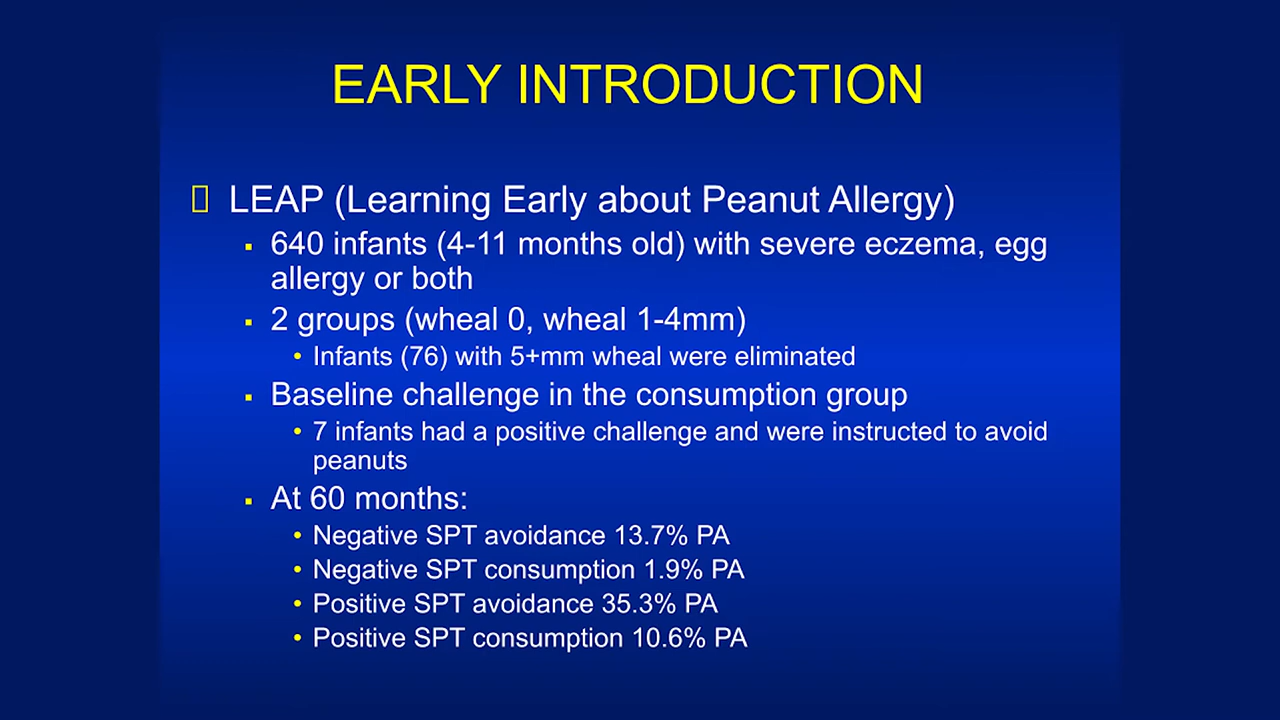 EARLY INTRODUCTION
LEAP (Learning Early about Peanut Allergy)
▪ 640 infants (4-11 months old) with severe eczema, egg
allergy or both
▪ 2 groups (wheal 0, wheal 1-4mm)
• Infants (76) with 5+mm wheal were eliminated
▪ Baseline challenge in the consumption group
• 7 infants had a positive challenge and were instructed to avoid
peanuts
▪ At 60 months:
• Negative SPT avoidance 13.7% PA
• Negative SPT consumption 1.9% PA
• Positive SPT avoidance 35.3% PA
• Positive SPT consumption 10.6% PA